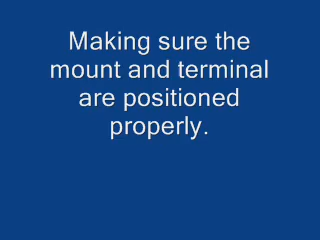 Making sure the
mount and terminal
are positioned
properly.